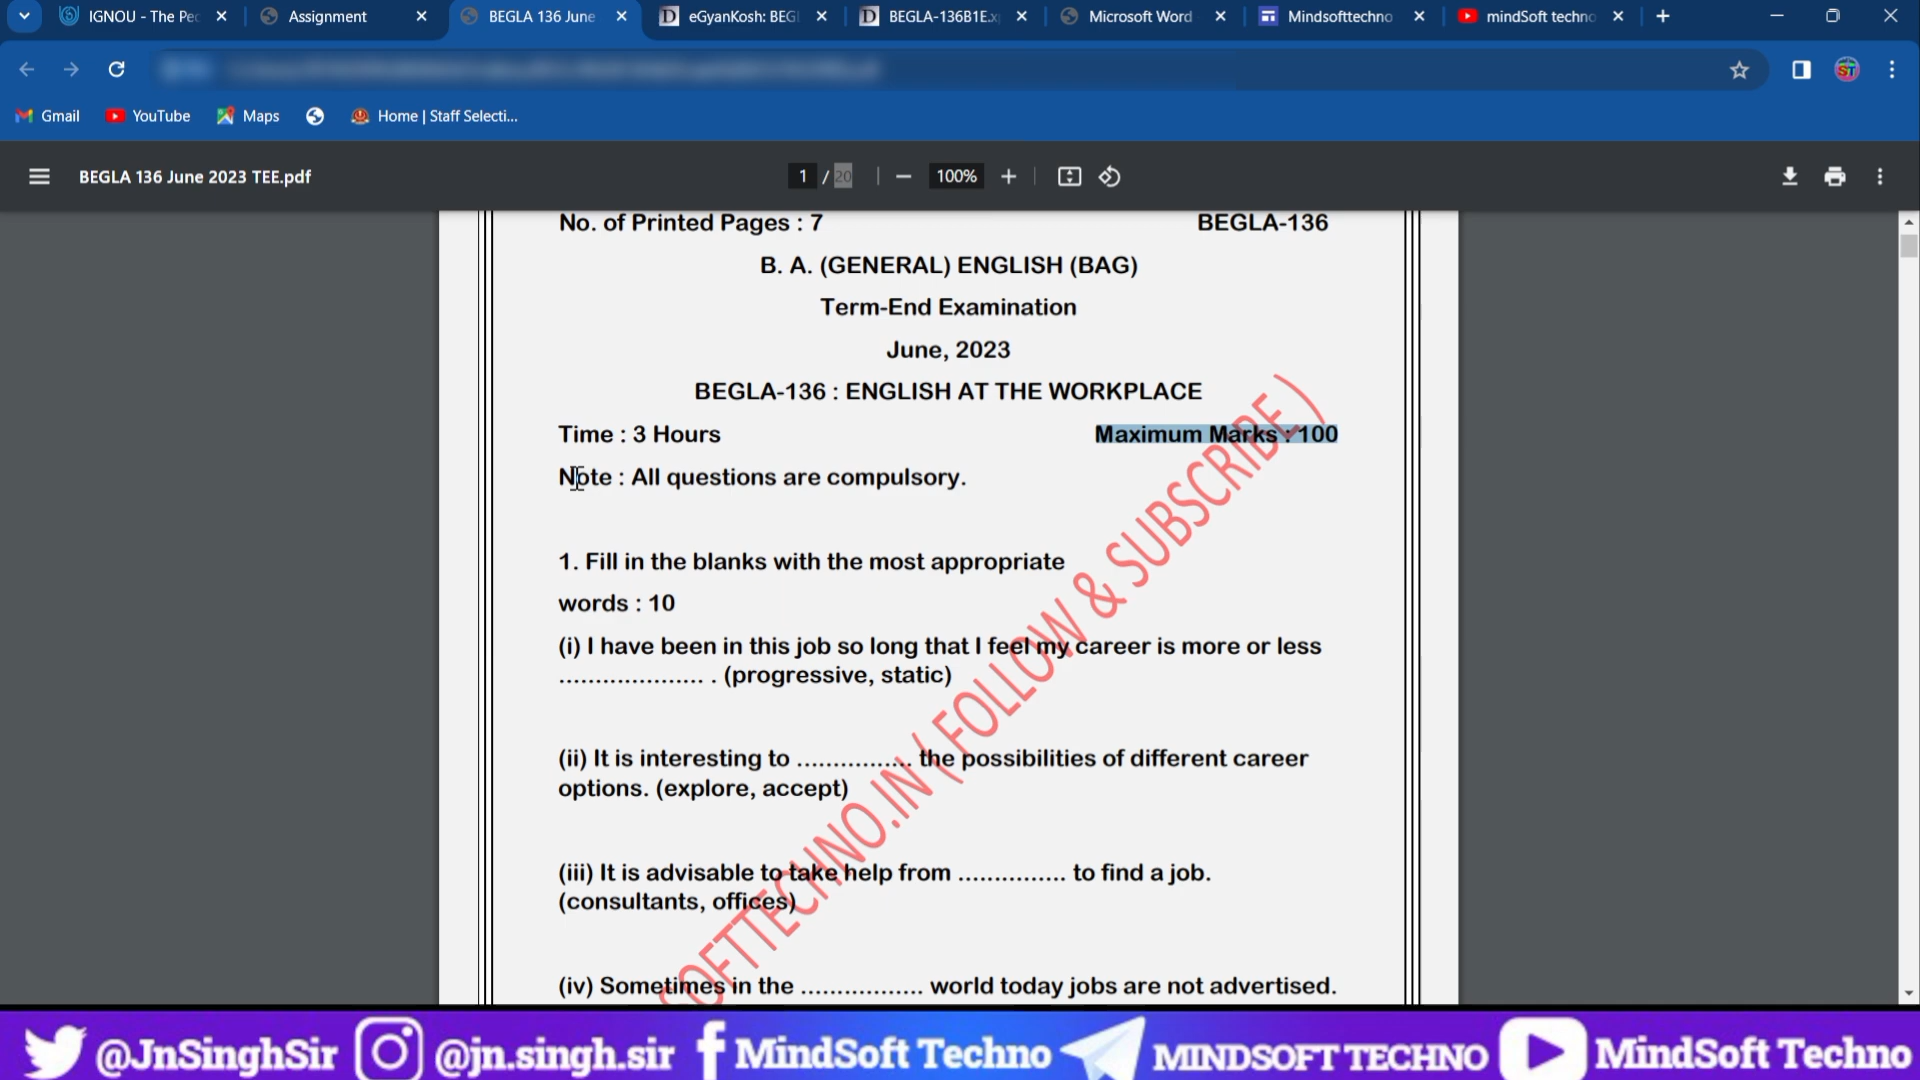 IGNOU - The Pe
Assignment
BEGLA 136 June
eGyanKosh: BEG
BEGLA-136B1E.x
Microsoft Word
Mindsofttechno
mindSoft techno
Gmail
YouTube
Maps
Home | Staff Selecti...
BEGLA 136 June 2023 TEE.pdf
1 / 20
100%
No. of Printed Pages : 7 BEGLA-136
B. A. (GENERAL) ENGLISH (BAG)
Term-End Examination
June, 2023
BEGLA-136 : ENGLISH AT THE WORKPLACE
Time : 3 Hours Maximum Marks : 100
Note : All questions are compulsory.
1. Fill in the blanks with the most appropriate
words : 10
(i) I have been in this job so long that I feel my career is more or less
.................... . (progressive, static)
(ii) It is interesting to ................ the possibilities of different career
options. (explore, accept)
(iii) It is advisable to take help from ............... to find a job.
(consultants, offices)
(iv) Sometimes in the ................. world today jobs are not advertised.
SOFTTECHNO.IN ( FOLLOW & SUBSCRIBE )
@JnSinghSir
@jn.singh.sir
MindSoft Techno
MINDSOFT TECHNO
MindSoft Techno